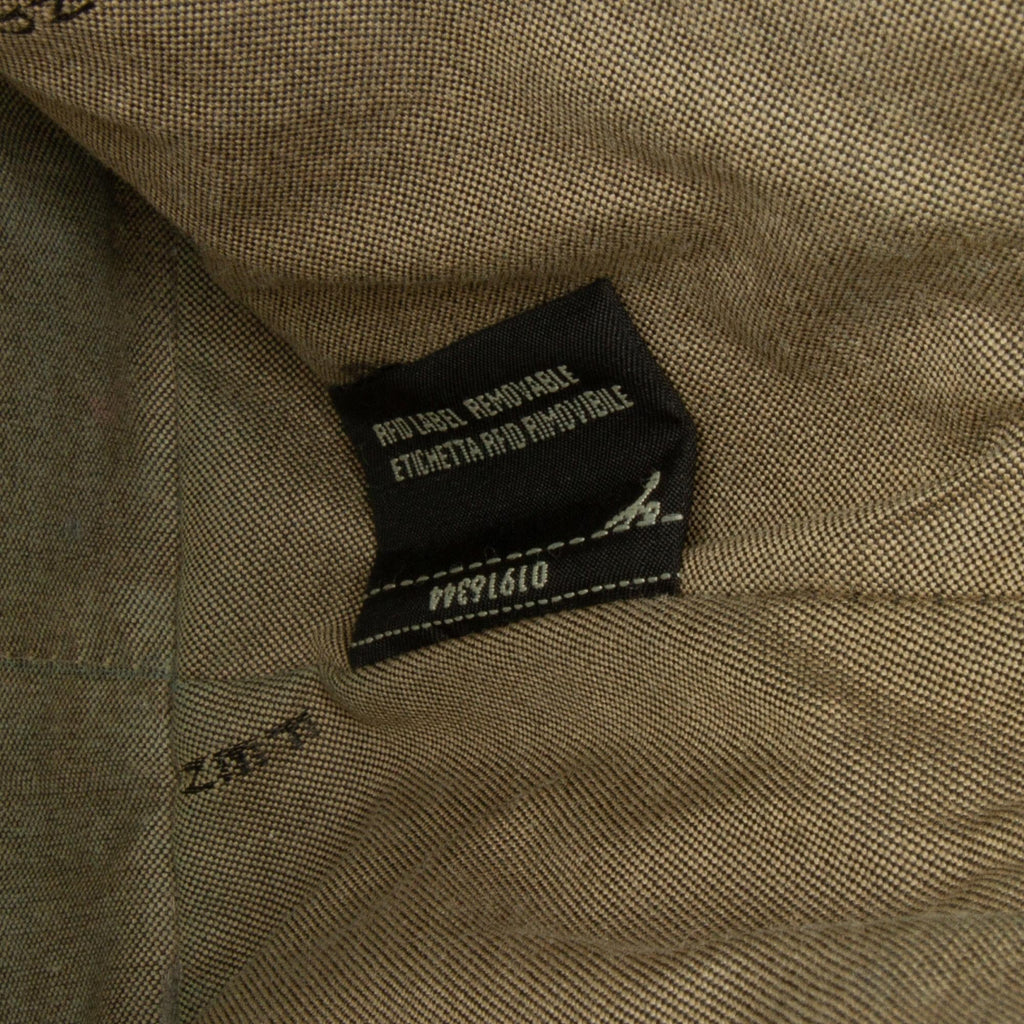 RFID LABEL REMOVABLE
ETICHETTA RFID RIMOVIBILE
01916344